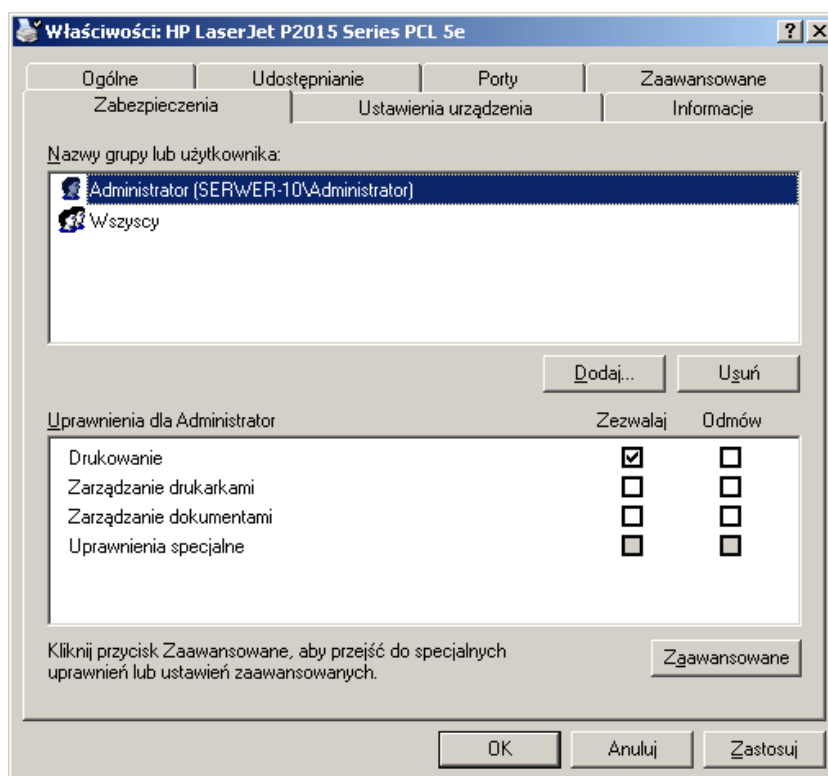 Właściwości: HP LaserJet P2015 Series PCL 5e
Ogólne Udostępnianie Porty Zaawansowane
Zabezpieczenia Ustawienia urządzenia Informacje
Nazwy grupy lub użytkownika:
Administrator (SERWER-10\Administrator)
Wszyscy
Dodaj... Usuń
Uprawnienia dla Administrator Zezwalaj Odmów
Drukowanie
Zarządzanie drukarkami
Zarządzanie dokumentami
Uprawnienia specjalne
Kliknij przycisk Zaawansowane, aby przejść do specjalnych
uprawnień lub ustawień zaawansowanych.
Zaawansowane
OK Anuluj Zastosuj